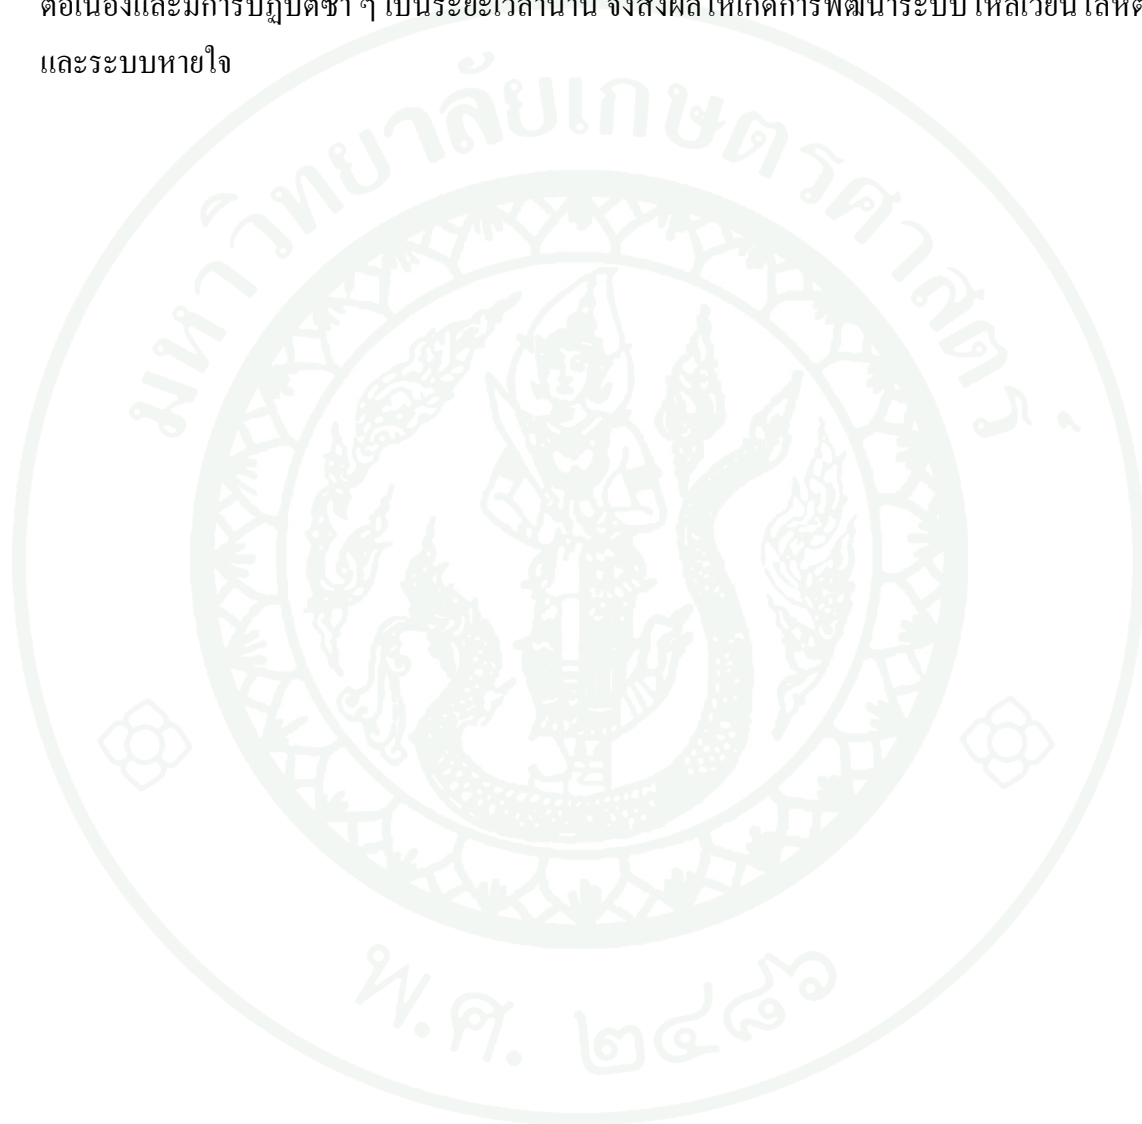 ต่อเนื่องและมีการปฏิบัติซ้ำ ๆ เป็นระยะเวลานาน จึงส่งผลให้เกิดการพัฒนาระบบไหลเวียนโลหิต
และระบบหายใจ
มหาวิทยาลัยเกษตรศาสตร์
พ.ศ. ๒๔๘๖